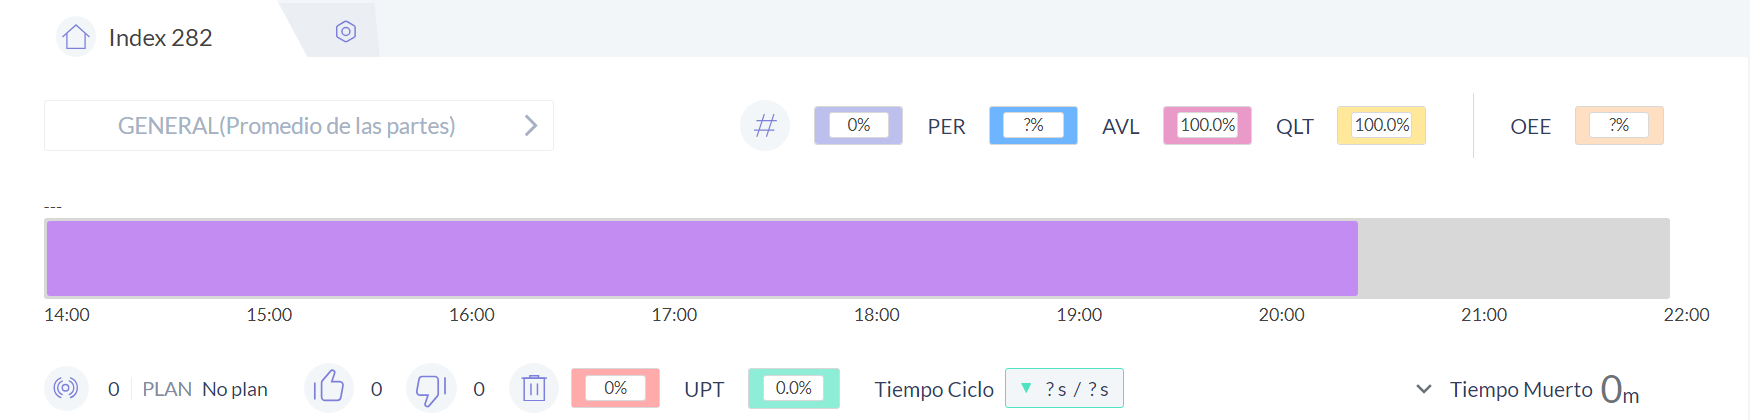 Index 282
GENERAL(Promedio de las partes)
# 0% PER ?% AVL 100.0% QLT 100.0% OEE ?%
---
14:00 15:00 16:00 17:00 18:00 19:00 20:00 21:00 22:00
0 PLAN No plan 0 0 0% UPT 0.0% Tiempo Ciclo ▼ ?s / ?s Tiempo Muerto 0m